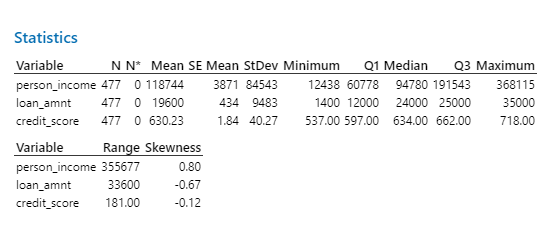 Statistics
Variable N N* Mean SE Mean StDev Minimum Q1 Median Q3 Maximum
person_income 477 0 118744 3871 84543 12438 60778 94780 191543 368115
loan_amnt 477 0 19600 434 9483 1400 12000 24000 25000 35000
credit_score 477 0 630.23 1.84 40.27 537.00 597.00 634.00 662.00 718.00
Variable Range Skewness
person_income 355677 0.80
loan_amnt 33600 -0.67
credit_score 181.00 -0.12